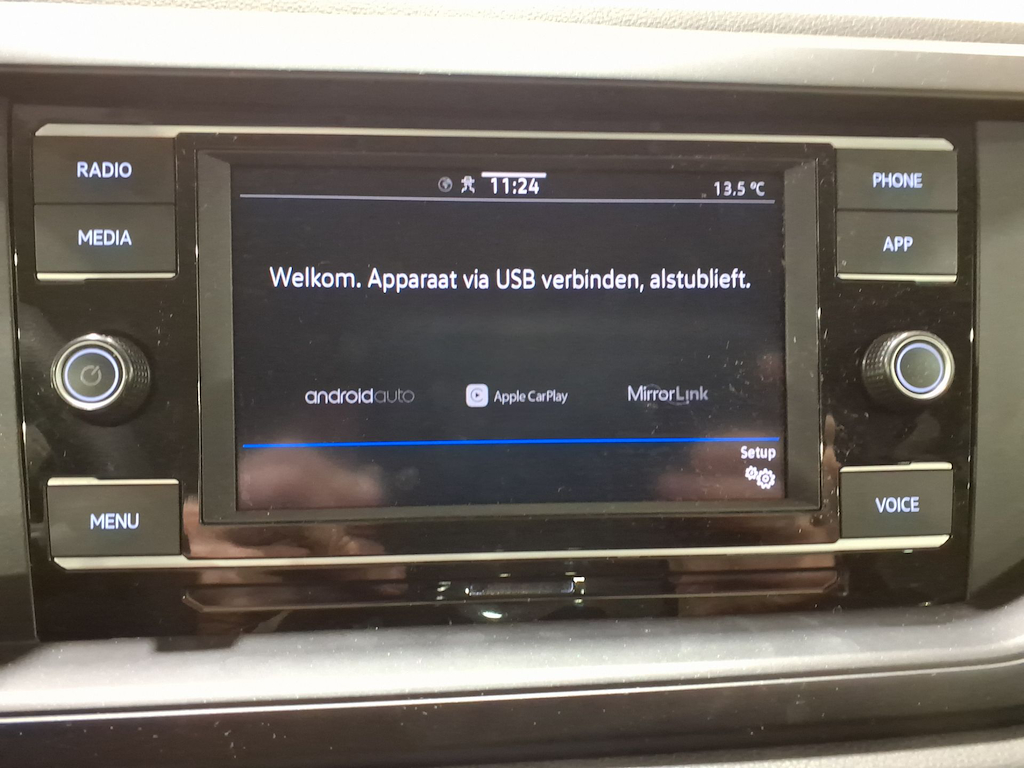 RADIO
MEDIA
MENU
11:24
13.5 °C
Welkom. Apparaat via USB verbinden, alstublieft.
androidauto
Apple CarPlay
MirrorLink
Setup
PHONE
APP
VOICE